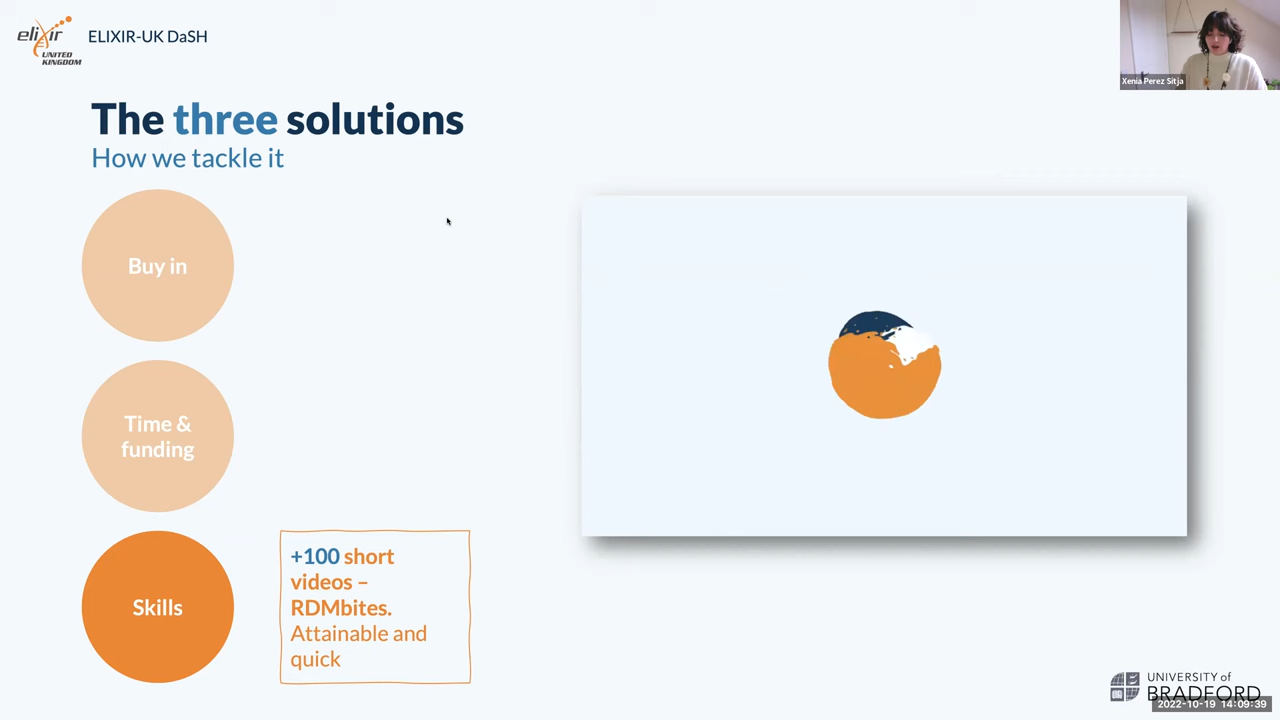 elixir
UNITED
KINGDOM
ELIXIR-UK DaSH
Xenia Perez Sitja
The three solutions
How we tackle it
Buy in
Time &
funding
Skills
+100 short
videos –
RDMbites.
Attainable and
quick
UNIVERSITY of
BRADFORD
2022-10-19 14:09:39